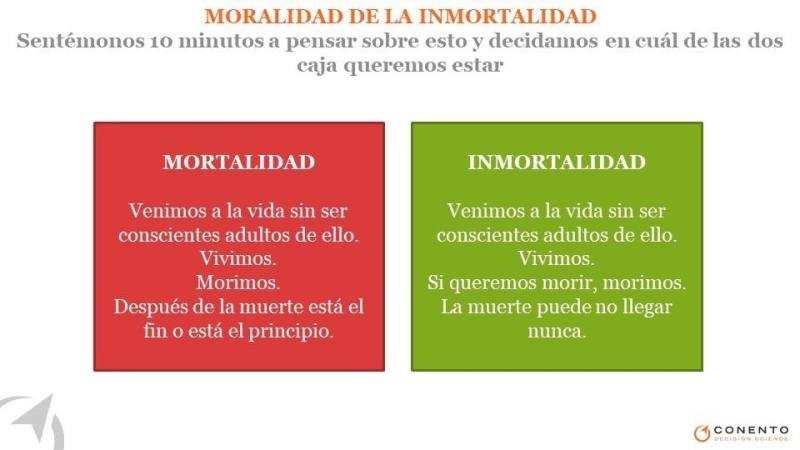 MORALIDAD DE LA INMORTALIDAD
Sentémonos 10 minutos a pensar sobre esto y decidamos en cuál de las dos
caja queremos estar
MORTALIDAD
Venimos a la vida sin ser
conscientes adultos de ello.
Vivimos.
Morimos.
Después de la muerte está el
fin o está el principio.
INMORTALIDAD
Venimos a la vida sin ser
conscientes adultos de ello.
Vivimos.
Si queremos morir, morimos.
La muerte puede no llegar
nunca.
CONENTO
DECISION SCIENCE